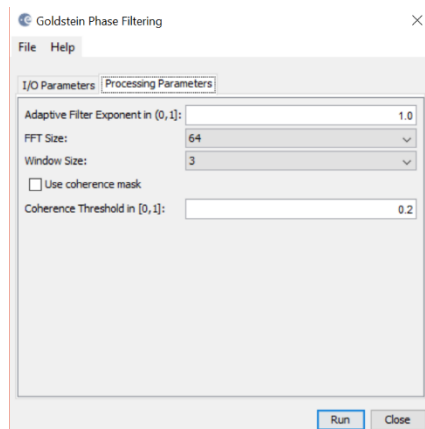 Goldstein Phase Filtering
File Help
I/O Parameters Processing Parameters
Adaptive Filter Exponent in (0,1]: 1.0
FFT Size: 64
Window Size: 3
Use coherence mask
Coherence Threshold in [0,1]: 0.2
Run Close